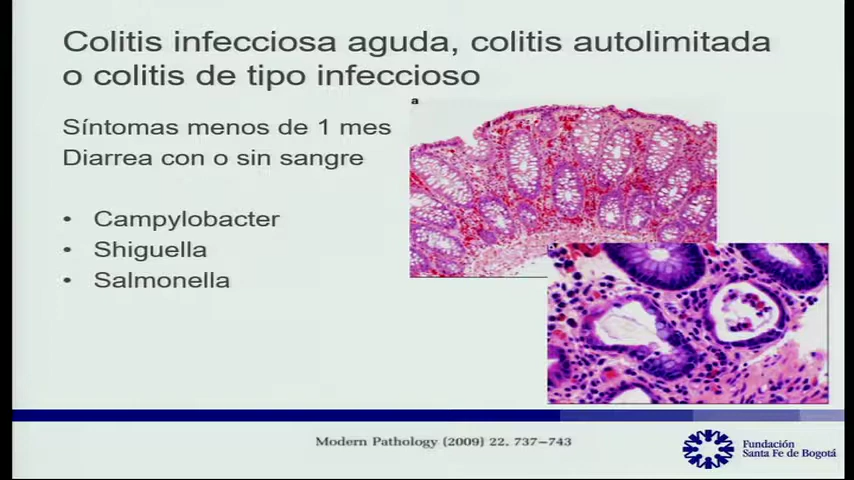 Colitis infecciosa aguda, colitis autolimitada
o colitis de tipo infeccioso
Síntomas menos de 1 mes
Diarrea con o sin sangre
• Campylobacter
• Shiguella
• Salmonella
a
Modern Pathology (2009) 22, 737–743
Fundación
Santa Fe de Bogotá